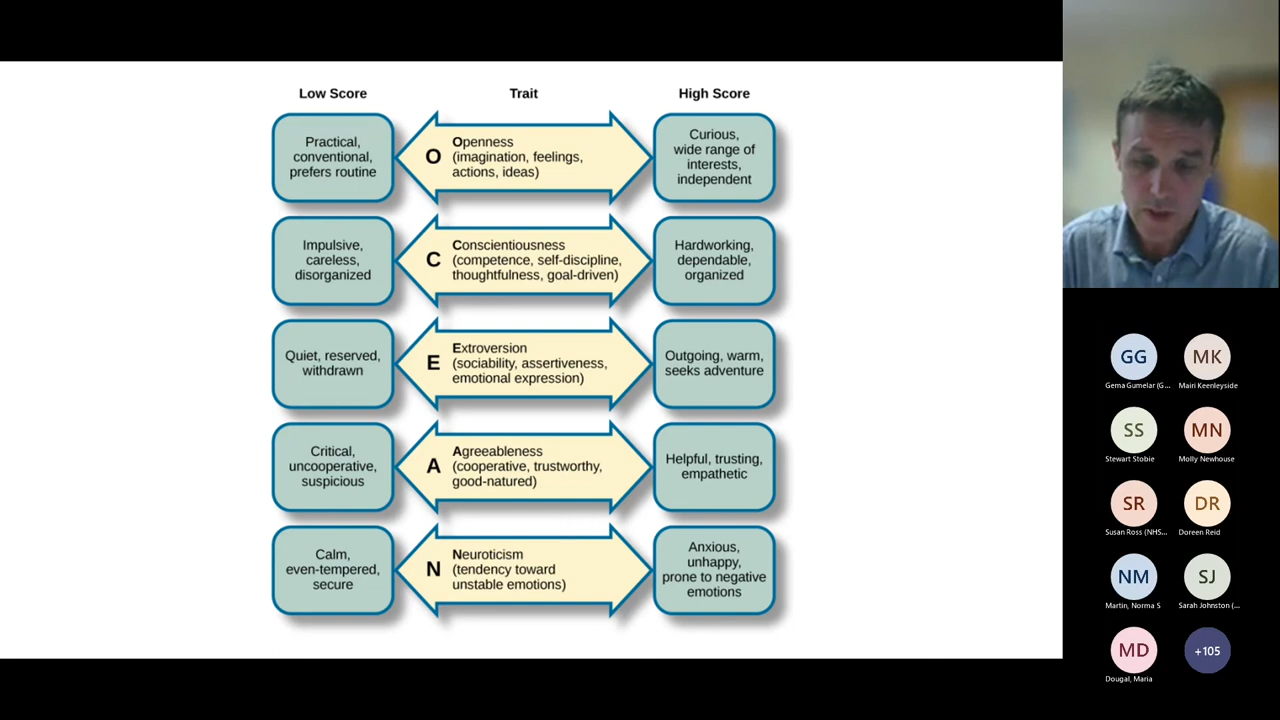 Low Score
Trait
High Score
Practical,
conventional,
prefers routine
O
Openness
(imagination, feelings,
actions, ideas)
Curious,
wide range of
interests,
independent
Impulsive,
careless,
disorganized
C
Conscientiousness
(competence, self-discipline,
thoughtfulness, goal-driven)
Hardworking,
dependable,
organized
Quiet, reserved,
withdrawn
E
Extroversion
(sociability, assertiveness,
emotional expression)
Outgoing, warm,
seeks adventure
Critical,
uncooperative,
suspicious
A
Agreeableness
(cooperative, trustworthy,
good-natured)
Helpful, trusting,
empathetic
Calm,
even-tempered,
secure
N
Neuroticism
(tendency toward
unstable emotions)
Anxious,
unhappy,
prone to negative
emotions
GG
Gema Gumelar (G...
MK
Mairi Keenleyside
SS
Stewart Stobie
MN
Molly Newhouse
SR
Susan Ross (NHS...
DR
Doreen Reid
NM
Martin, Norma S
SJ
Sarah Johnston (...
MD
Dougal, Maria
+105